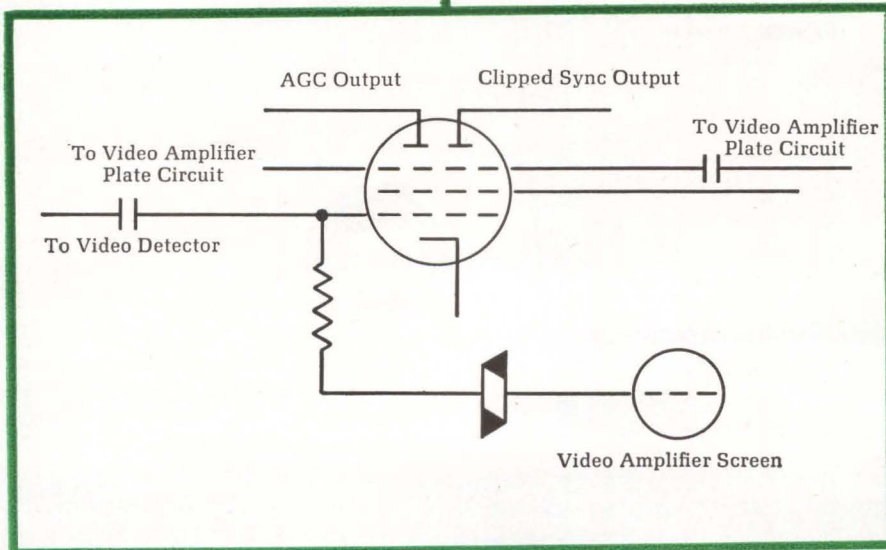 AGC Output
Clipped Sync Output
To Video Amplifier
Plate Circuit
To Video Amplifier
Plate Circuit
To Video Detector
Video Amplifier Screen